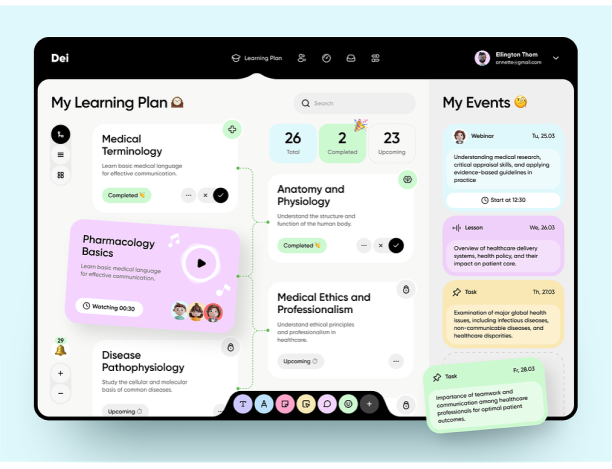 Dei
Learning Plan
Ellington Thom
annette@gmail.com
My Learning Plan
Search
My Events
26
Total
2
Completed
23
Upcoming
Medical
Terminology
Learn basic medical language
for effective communication.
Completed
Anatomy and
Physiology
Understand the structure and
function of the human body.
Completed
Pharmacology
Basics
Learn basic medical language
for effective communication.
Watching 00:30
Medical Ethics and
Professionalism
Understand ethical principles
and professionalism in
healthcare.
Upcoming
29
Disease
Pathophysiology
Study the cellular and molecular
basis of common diseases.
Upcoming
T
A
Webinar
Tu, 25.03
Understanding medical research,
critical appraisal skills, and applying
evidence-based guidelines in
practice
Start at 12:30
Lesson
We, 26.03
Overview of healthcare delivery
systems, health policy, and their
impact on patient care.
Task
Th, 27.03
Examination of major global health
issues, including infectious diseases,
non-communicable diseases, and
healthcare disparities.
Task
Fr, 28.03
Importance of teamwork and
communication among healthcare
professionals for optimal patient
outcomes.